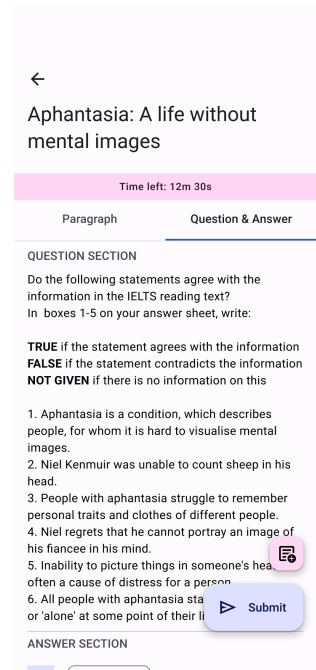 Aphantasia: A life without
mental images
Time left: 12m 30s
Paragraph
Question & Answer
QUESTION SECTION
Do the following statements agree with the
information in the IELTS reading text?
In boxes 1-5 on your answer sheet, write:
TRUE if the statement agrees with the information
FALSE if the statement contradicts the information
NOT GIVEN if there is no information on this
1. Aphantasia is a condition, which describes
people, for whom it is hard to visualise mental
images.
2. Niel Kenmuir was unable to count sheep in his
head.
3. People with aphantasia struggle to remember
personal traits and clothes of different people.
4. Niel regrets that he cannot portray an image of
his fiancee in his mind.
5. Inability to picture things in someone's
often a cause of distress for a person
6. All people with aphantasia
or 'alone' at some point of their
Submit
ANSWER SECTION